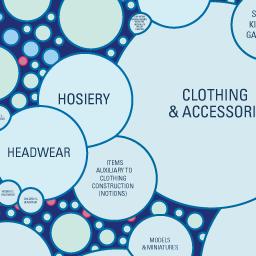 S
KI
GA
CLOTHING
& ACCESSORI
HOSIERY
HEADWEAR
ITEMS
AUXILIARY TO
CLOTHING
CONSTRUCTION
(NOTIONS)
MODELS
& MINIATURES